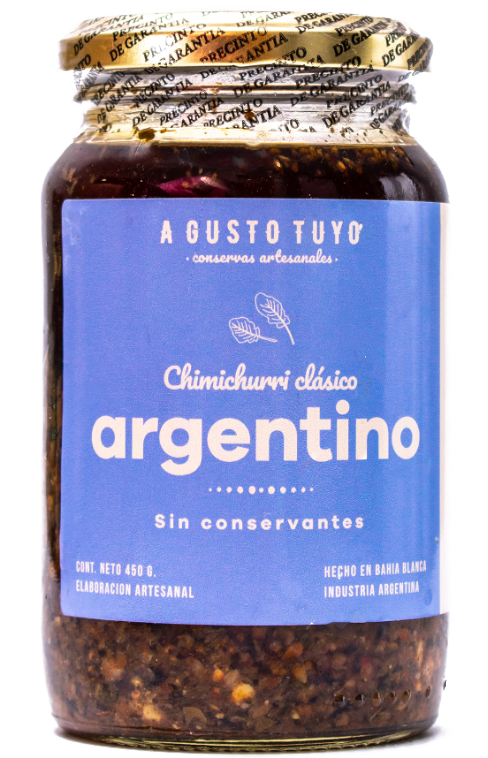 PRECINTO
DE GARANTIA
A GUSTO TUYO
· conservas artesanales ·
Chimichurri clásico
argentino
Sin conservantes
CONT. NETO 450 G.
ELABORACION ARTESANAL
HECHO EN BAHIA BLANCA
INDUSTRIA ARGENTINA